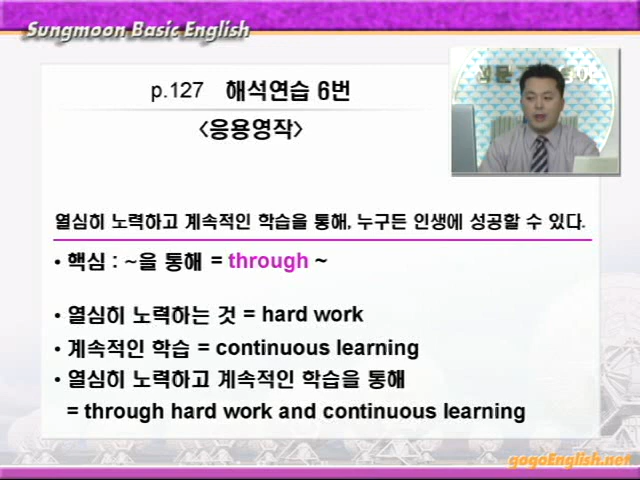 Sungmoon Basic English
p.127 해석연습 6번
<응용영작>
열심히 노력하고 계속적인 학습을 통해, 누구든 인생에 성공할 수 있다.
• 핵심 : ~을 통해 = through ~
• 열심히 노력하는 것 = hard work
• 계속적인 학습 = continuous learning
• 열심히 노력하고 계속적인 학습을 통해
= through hard work and continuous learning
gogoEnglish.net